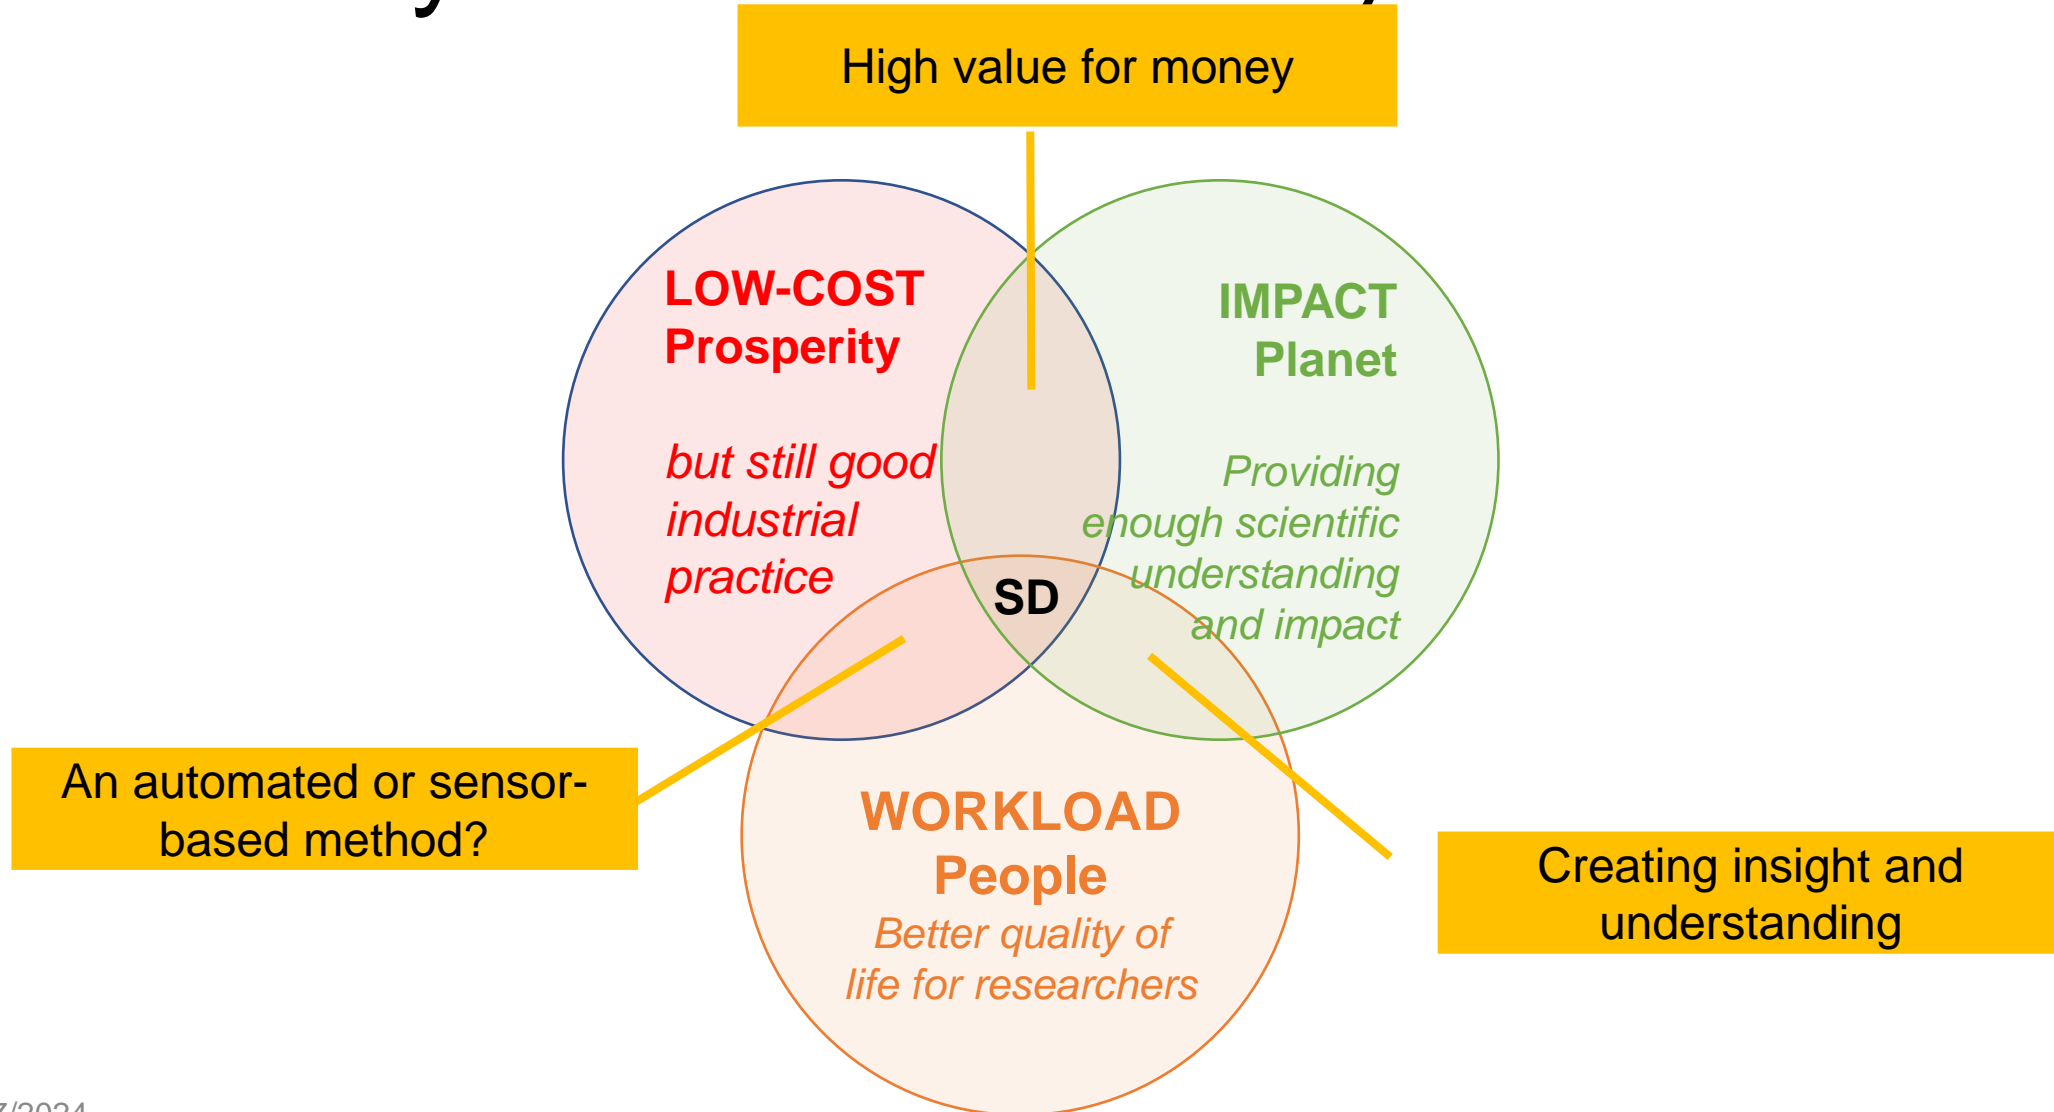 High value for money
LOW-COST
Prosperity
but still good
industrial
practice
IMPACT
Planet
Providing
enough scientific
understanding
and impact
SD
An automated or sensor-
based method?
WORKLOAD
People
Better quality of
life for researchers
Creating insight and
understanding